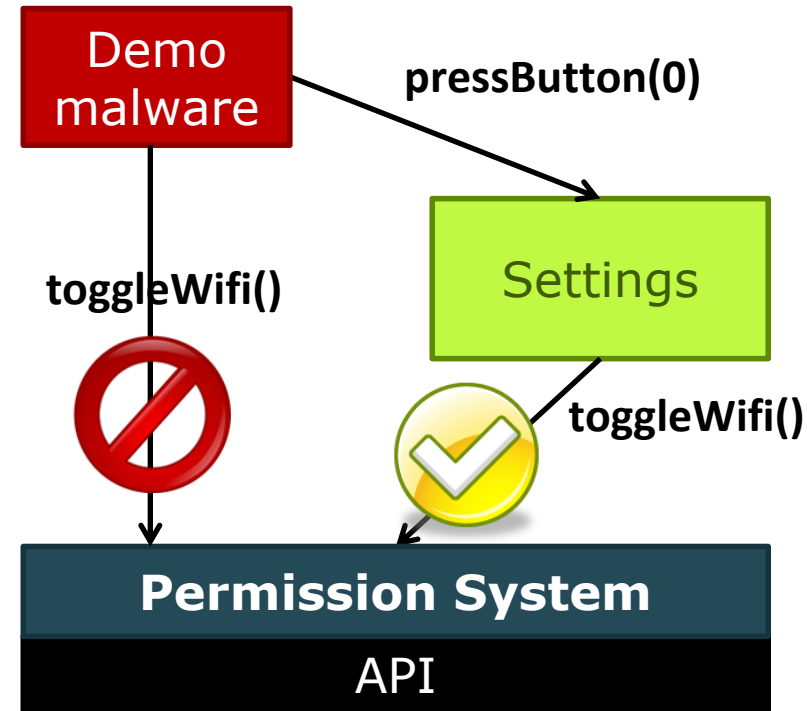 Demo
malware
pressButton(0)
toggleWifi()
Settings
toggleWifi()
Permission System
API